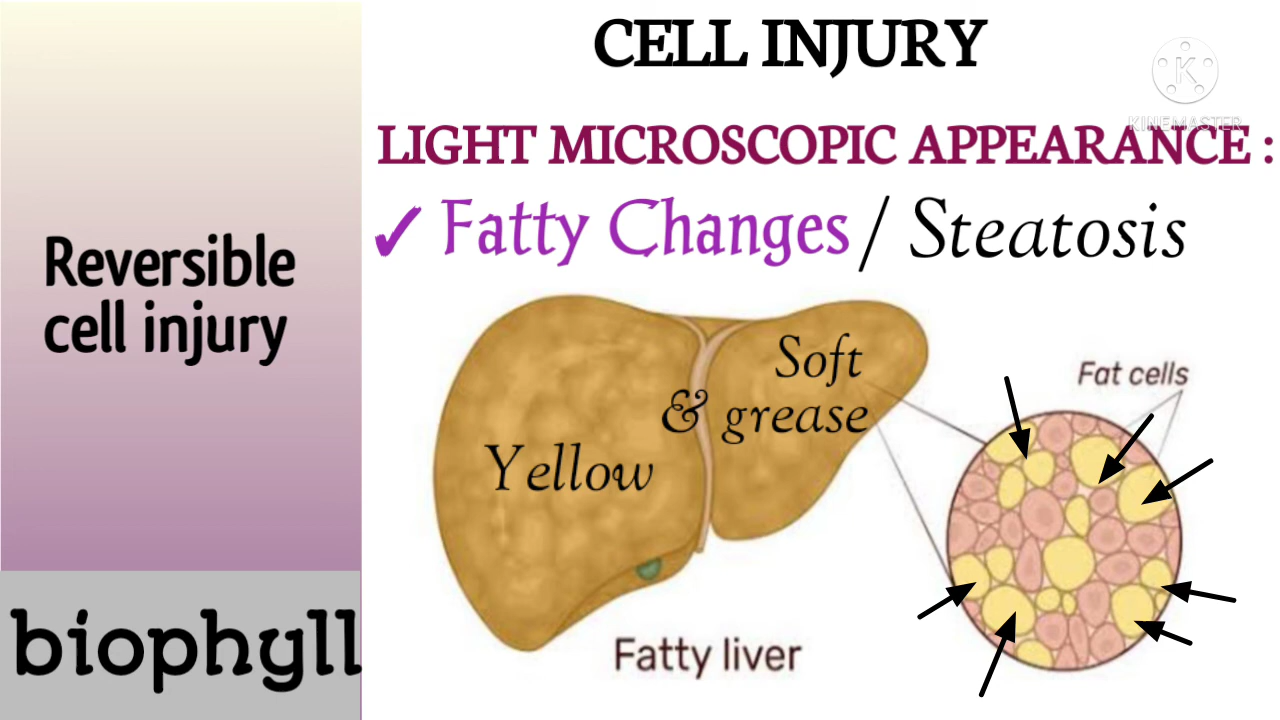 CELL INJURY
KINEMASTER
LIGHT MICROSCOPIC APPEARANCE :
✓ Fatty Changes / Steatosis
Reversible
cell injury
Soft
& grease
Yellow
Fat cells
Fatty liver
biophyll